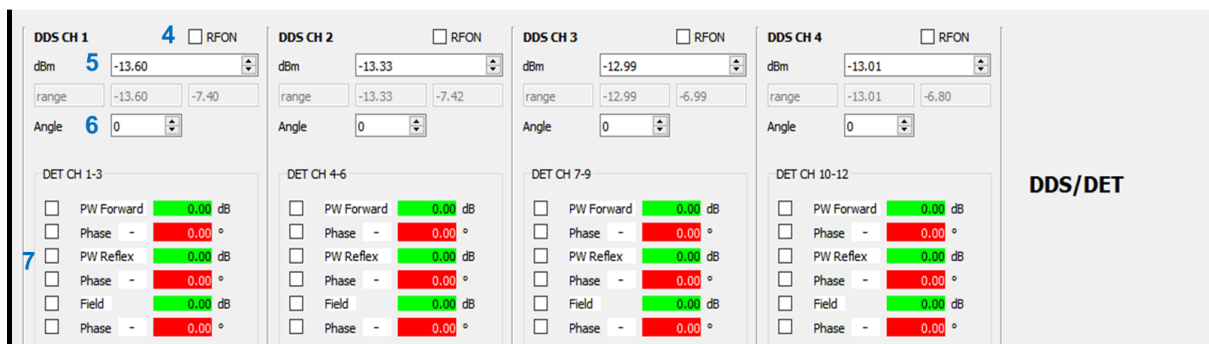 DDS CH 1 4 RFON DDS CH 2 RFON DDS CH 3 RFON DDS CH 4 RFON
dBm 5 -13.60 dBm -13.33 dBm -12.99 dBm -13.01
range -13.60 -7.40 range -13.33 -7.42 range -12.99 -6.99 range -13.01 -6.80
Angle 6 0 Angle 0 Angle 0 Angle 0
DET CH 1-3 DET CH 4-6 DET CH 7-9 DET CH 10-12
DDS/DET
PW Forward 0.00 dB PW Forward 0.00 dB PW Forward 0.00 dB PW Forward 0.00 dB
Phase - 0.00 ° Phase - 0.00 ° Phase - 0.00 ° Phase - 0.00 °
7 PW Reflex 0.00 dB PW Reflex 0.00 dB PW Reflex 0.00 dB PW Reflex 0.00 dB
Phase - 0.00 ° Phase - 0.00 ° Phase - 0.00 ° Phase - 0.00 °
Field 0.00 dB Field 0.00 dB Field 0.00 dB Field 0.00 dB
Phase - 0.00 ° Phase - 0.00 ° Phase - 0.00 ° Phase - 0.00 °